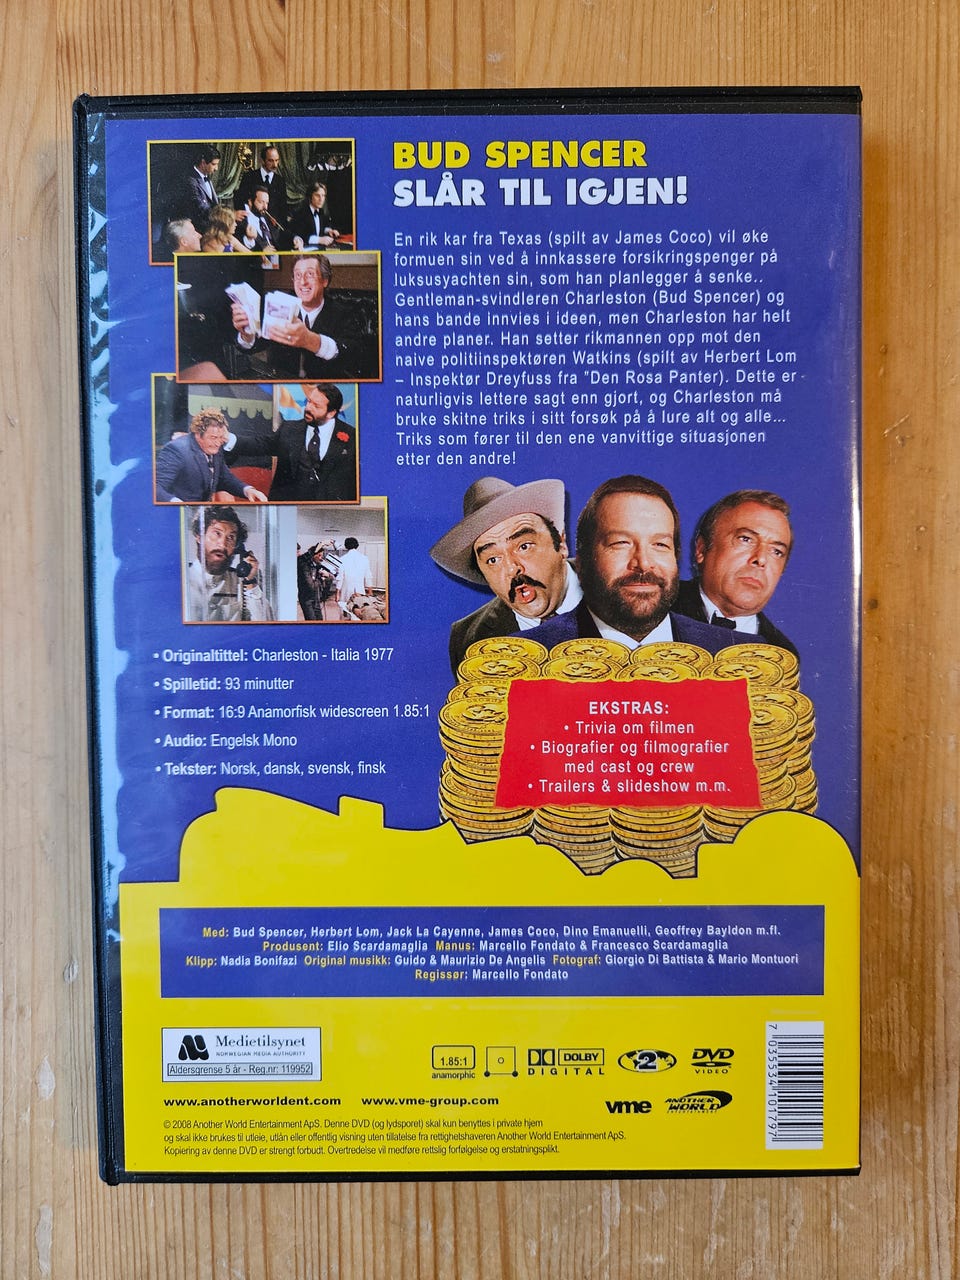 BUD SPENCER
SLÅR TIL IGJEN!
En rik kar fra Texas (spilt av James Coco) vil øke
formuen sin ved å innkassere forsikringspenger på
luksusyachten sin, som han planlegger å senke..
Gentleman-svindleren Charleston (Bud Spencer) og
hans bande innvies i ideen, men Charleston har helt
andre planer. Han setter rikmannen opp mot den
naive politiinspektøren Watkins (spilt av Herbert Lom
– Inspektør Dreyfuss fra "Den Rosa Panter). Dette er
naturligvis lettere sagt enn gjort, og Charleston må
bruke skitne triks i sitt forsøk på å lure alt og alle...
Triks som fører til den ene vanvittige situasjonen
etter den andre!
• Originaltittel: Charleston - Italia 1977
• Spilletid: 93 minutter
• Format: 16:9 Anamorfisk widescreen 1.85:1
• Audio: Engelsk Mono
• Tekster: Norsk, dansk, svensk, finsk
EKSTRAS:
• Trivia om filmen
• Biografier og filmografier
med cast og crew
• Trailers & slideshow m.m.
Med: Bud Spencer, Herbert Lom, Jack La Cayenne, James Coco, Dino Emanuelli, Geoffrey Bayldon m.fl.
Produsent: Elio Scardamaglia Manus: Marcello Fondato & Francesco Scardamaglia
Klipp: Nadia Bonifazi Original musikk: Guido & Maurizio De Angelis Fotograf: Giorgio Di Battista & Mario Montuori
Regissør: Marcello Fondato
Medietilsynet
NORWEGIAN MEDIA AUTHORITY
Aldersgrense 5 år - Reg.nr: 119952
1.85:1
anamorphic
DOLBY
DIGITAL
2
DVD
VIDEO
www.anotherworldent.com www.vme-group.com
vme
ANOTHER
WORLD
© 2008 Another World Entertainment ApS. Denne DVD (og lydsporet) skal kun benyttes i private hjem
og skal ikke brukes til utleie, utlån eller offentlig visning uten tillatelse fra rettighetshaveren Another World Entertainment ApS.
Kopiering av denne DVD er strengt forbudt. Overtredelse vil medføre rettslig forfølgelse og erstatningsplikt.
7 035534 101797